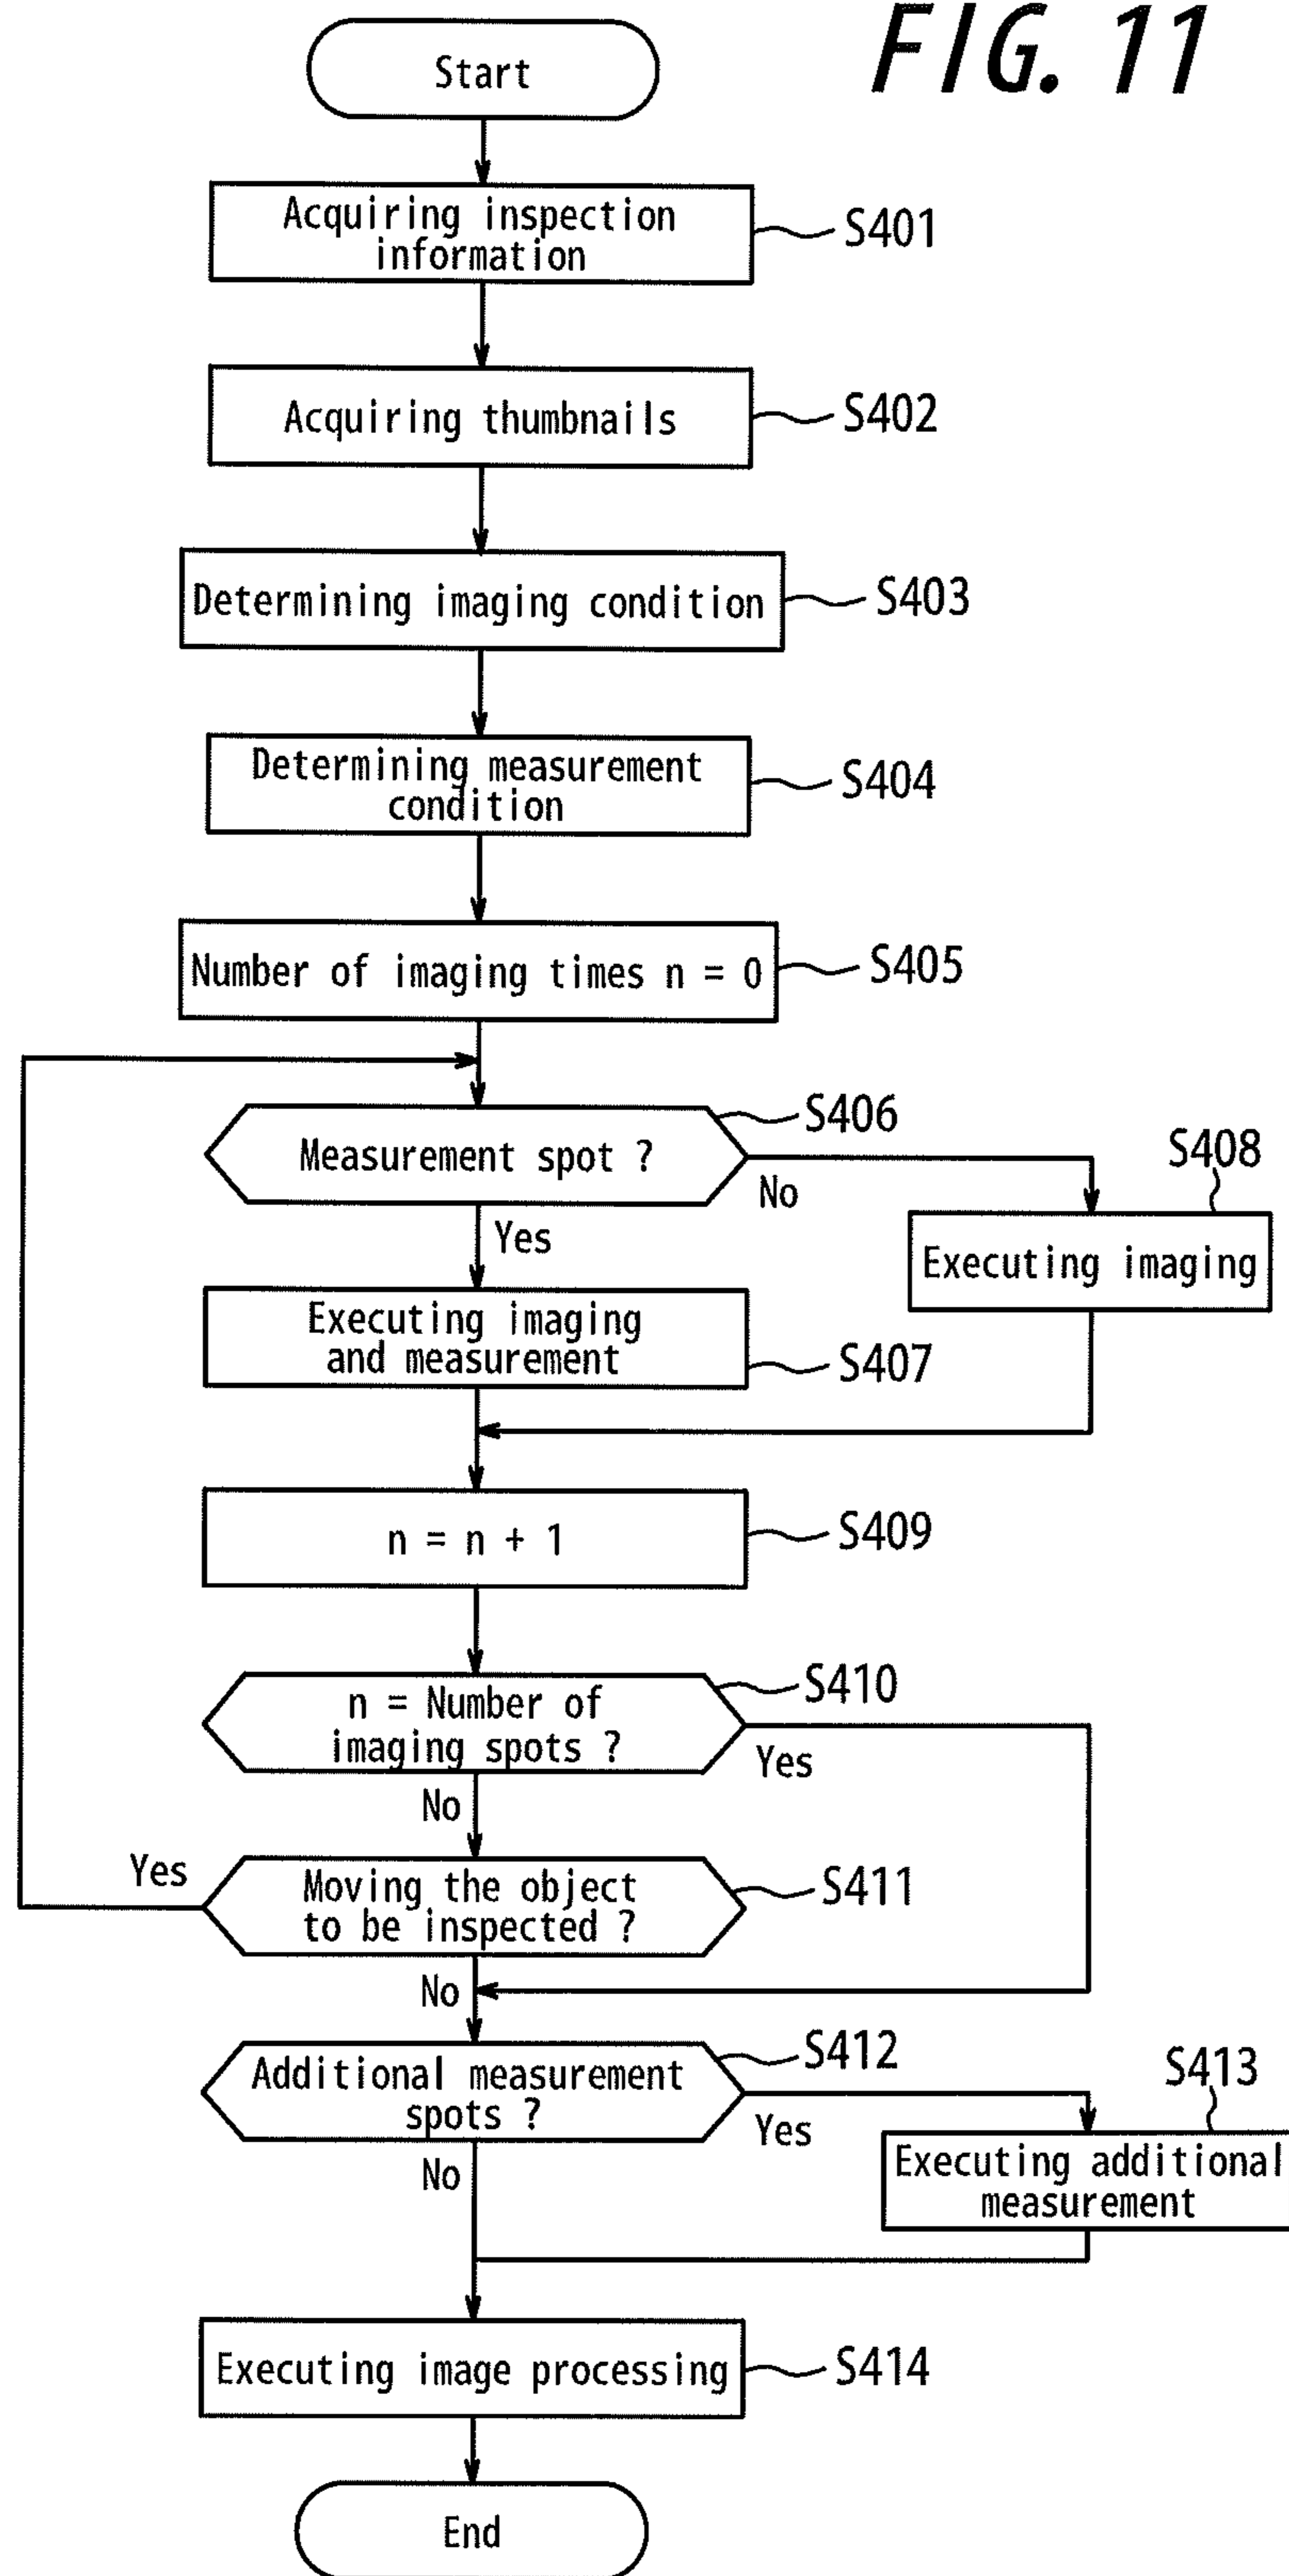 FIG. 11
Start
Acquiring inspection
information
S401
Acquiring thumbnails
S402
Determining imaging condition
S403
Determining measurement
condition
S404
Number of imaging times n = 0
S405
Measurement spot ?
S406
No
Yes
S408
Executing imaging
Executing imaging
and measurement
S407
n = n + 1
S409
n = Number of
imaging spots ?
S410
Yes
No
Moving the object
to be inspected ?
S411
Yes
No
Additional measurement
spots ?
S412
Yes
No
S413
Executing additional
measurement
Executing image processing
S414
End